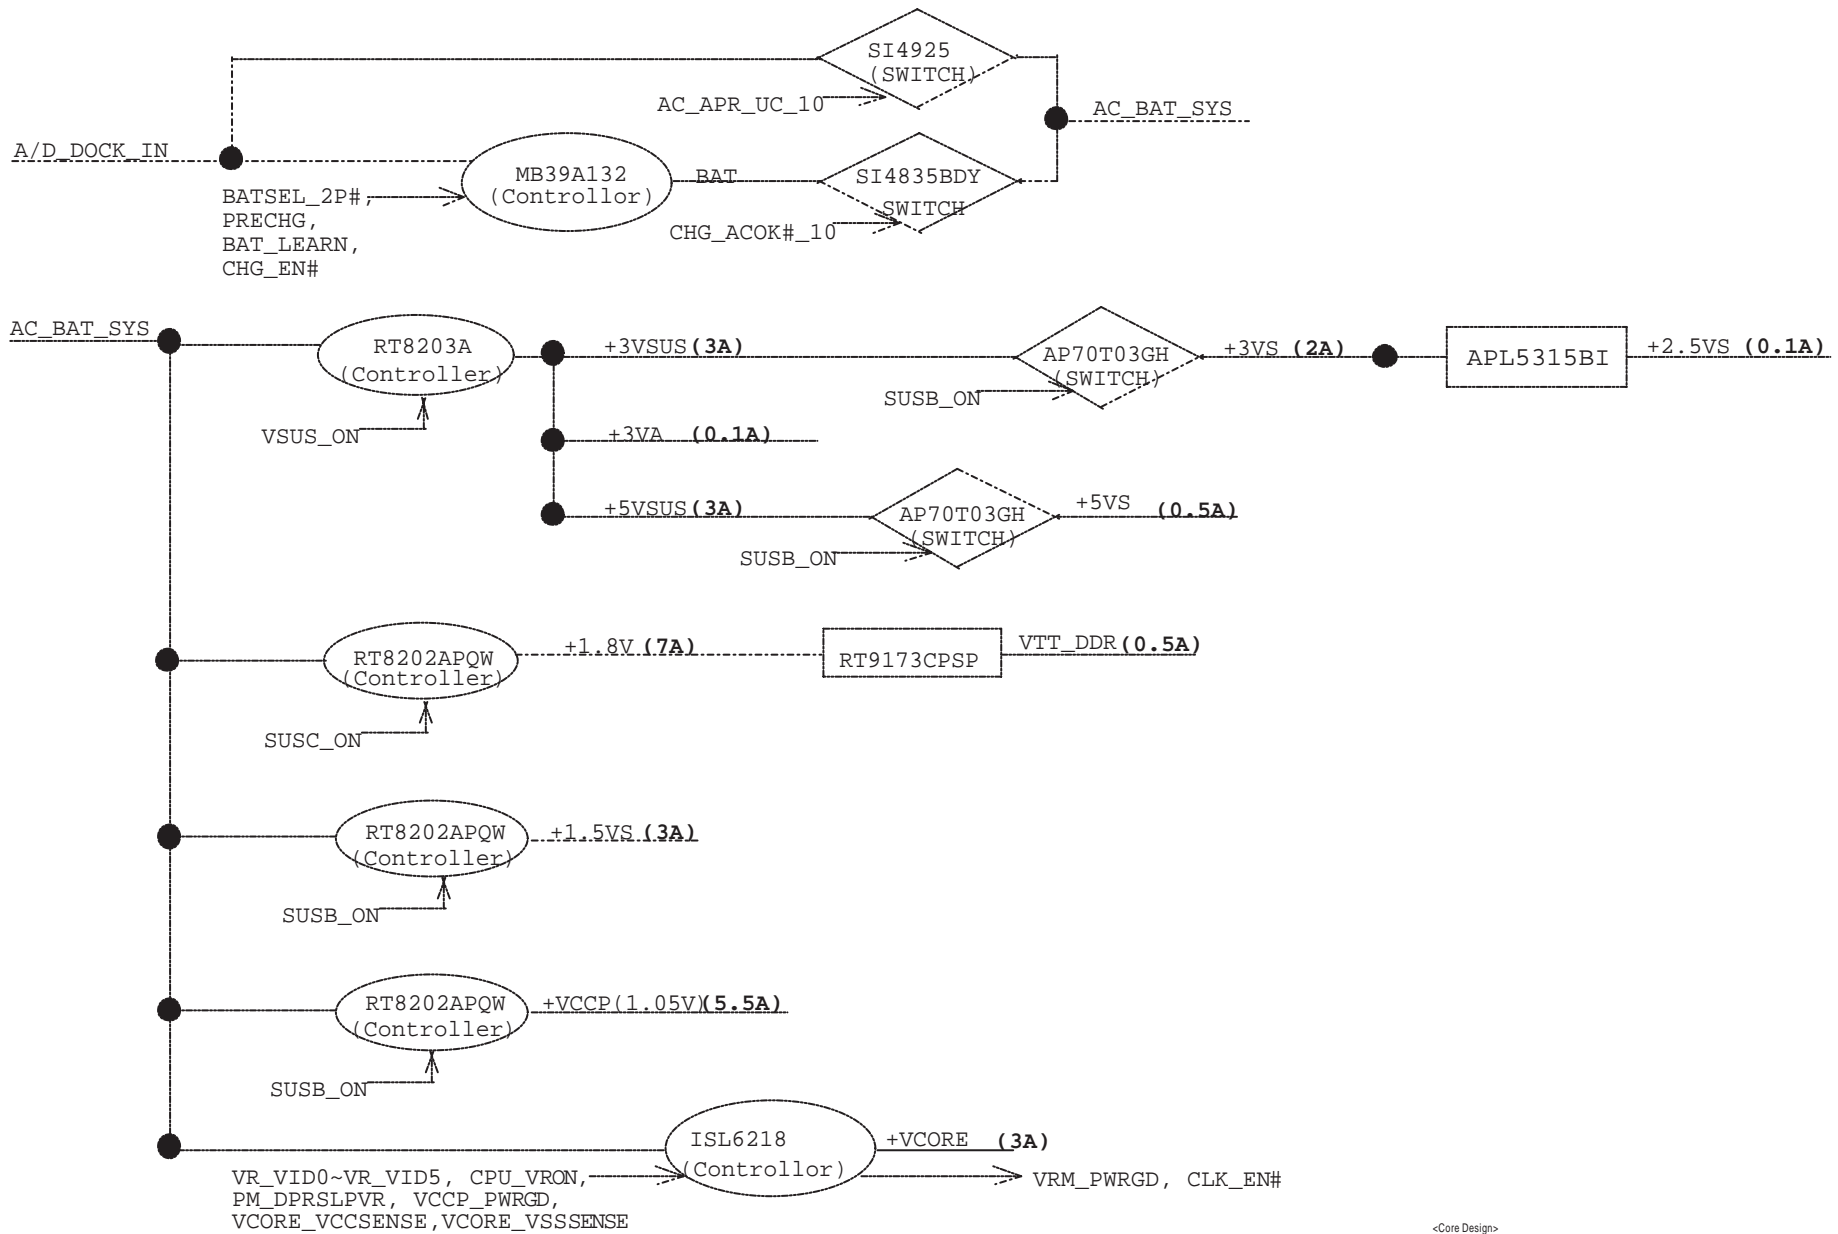 SI4925
(SWITCH)
AC_APR_UC_10
AC_BAT_SYS
A/D_DOCK_IN
MB39A132
(Controllor)
BAT
SI4835BDY
SWITCH
BATSEL_2P#,
PRECHG,
BAT_LEARN,
CHG_EN#
CHG_ACOK#_10
AC_BAT_SYS
RT8203A
(Controller)
VSUS_ON
+3VSUS (3A)
AP70T03GH
(SWITCH)
SUSB_ON
+3VS (2A)
APL5315BI
+2.5VS (0.1A)
+3VA (0.1A)
+5VSUS (3A)
AP70T03GH
(SWITCH)
SUSB_ON
+5VS (0.5A)
RT8202APQW
(Controller)
SUSC_ON
+1.8V (7A)
RT9173CPSP
VTT_DDR (0.5A)
RT8202APQW
(Controller)
SUSB_ON
+1.5VS (3A)
RT8202APQW
(Controller)
SUSB_ON
+VCCP(1.05V)(5.5A)
ISL6218
(Controllor)
+VCORE (3A)
VR_VID0~VR_VID5, CPU_VRON,
PM_DPRSLPVR, VCCP_PWRGD,
VCORE_VCCSENSE,VCORE_VSSSENSE
VRM_PWRGD, CLK_EN#
<Core Design>